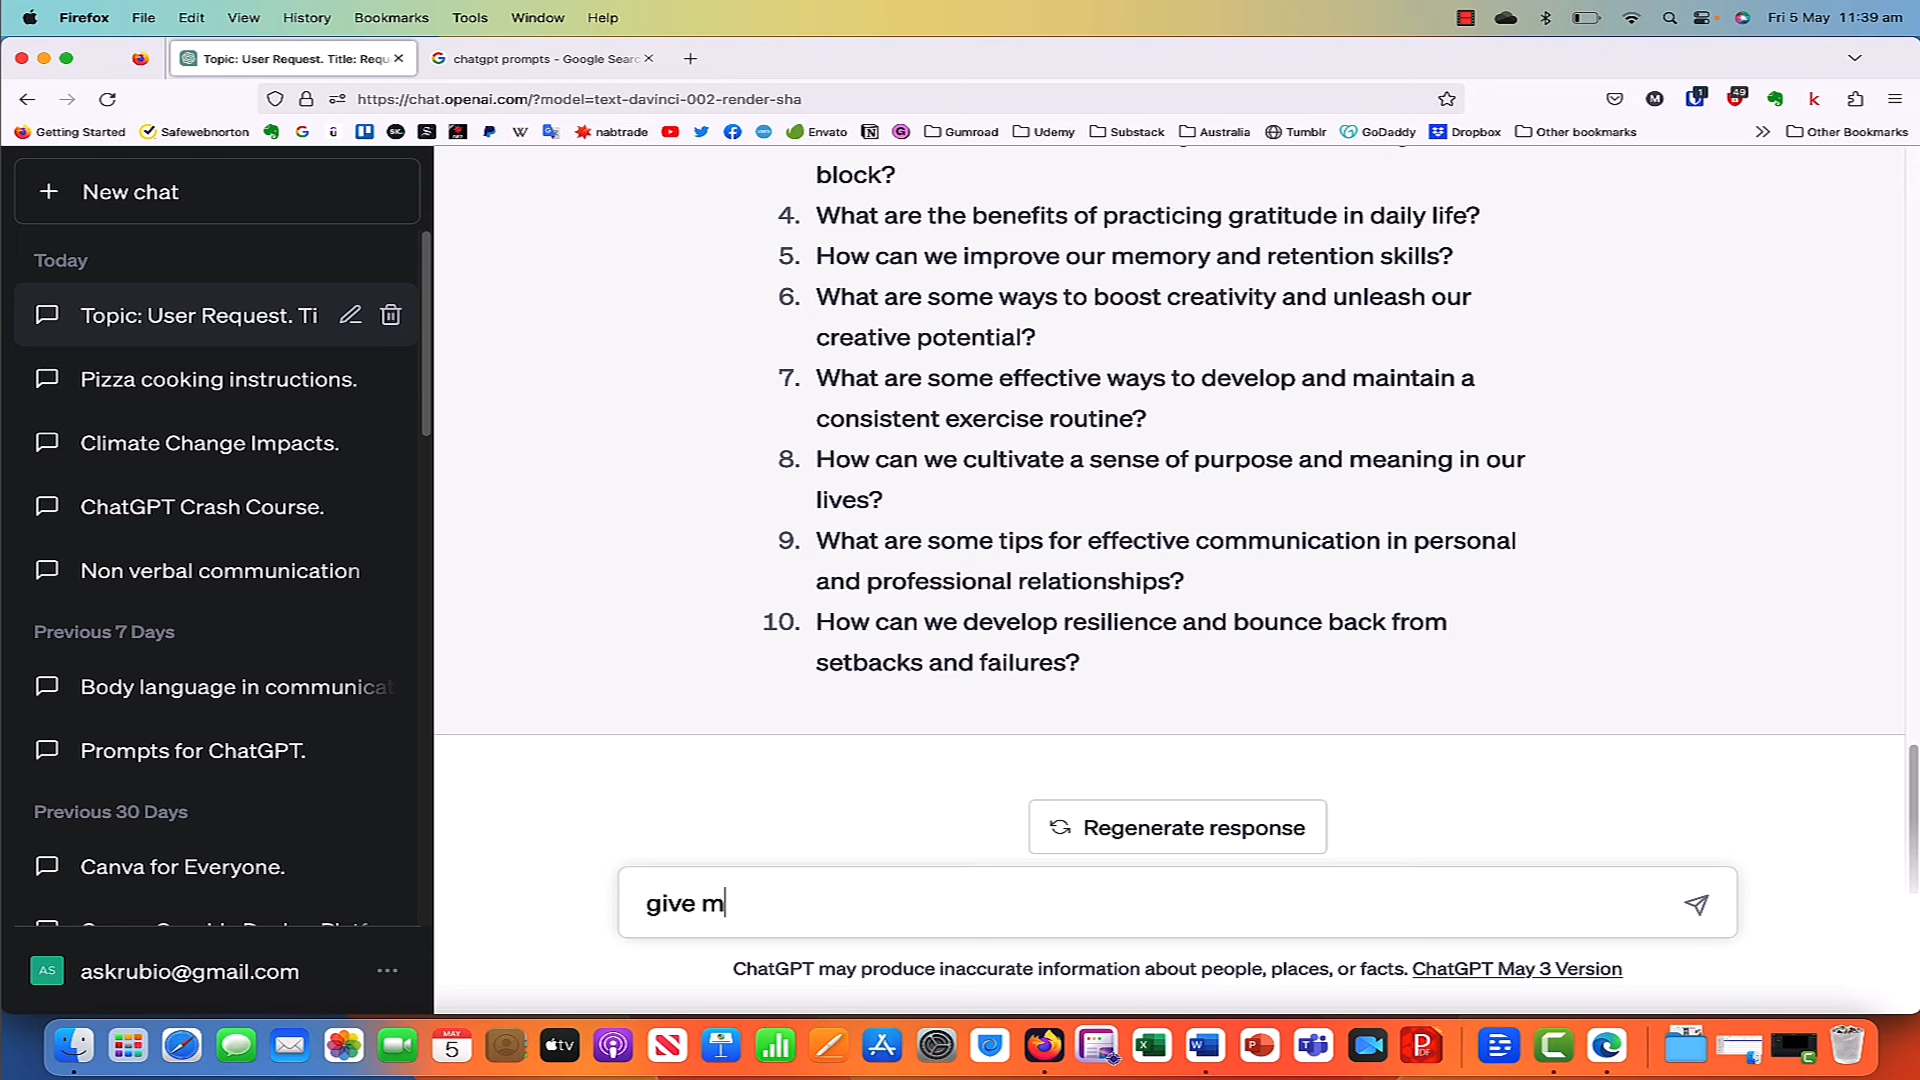 Firefox File Edit View History Bookmarks Tools Window Help Fri 5 May 11:39 am
Topic: User Request. Title: Requ chatgpt prompts - Google Searc
https://chat.openai.com/?model=text-davinci-002-render-sha 1 49
Getting Started Safewebnorton nabtrade Envato Gumroad Udemy Substack Australia Tumblr GoDaddy Dropbox Other bookmarks Other Bookmarks
New chat
Today
Topic: User Request. Ti
Pizza cooking instructions.
Climate Change Impacts.
ChatGPT Crash Course.
Non verbal communication
Previous 7 Days
Body language in communicat
Prompts for ChatGPT.
Previous 30 Days
Canva for Everyone.
AS askrubio@gmail.com
block?
4. What are the benefits of practicing gratitude in daily life?
5. How can we improve our memory and retention skills?
6. What are some ways to boost creativity and unleash our
creative potential?
7. What are some effective ways to develop and maintain a
consistent exercise routine?
8. How can we cultivate a sense of purpose and meaning in our
lives?
9. What are some tips for effective communication in personal
and professional relationships?
10. How can we develop resilience and bounce back from
setbacks and failures?
Regenerate response
give m
ChatGPT may produce inaccurate information about people, places, or facts. ChatGPT May 3 Version
MAY
5
tv